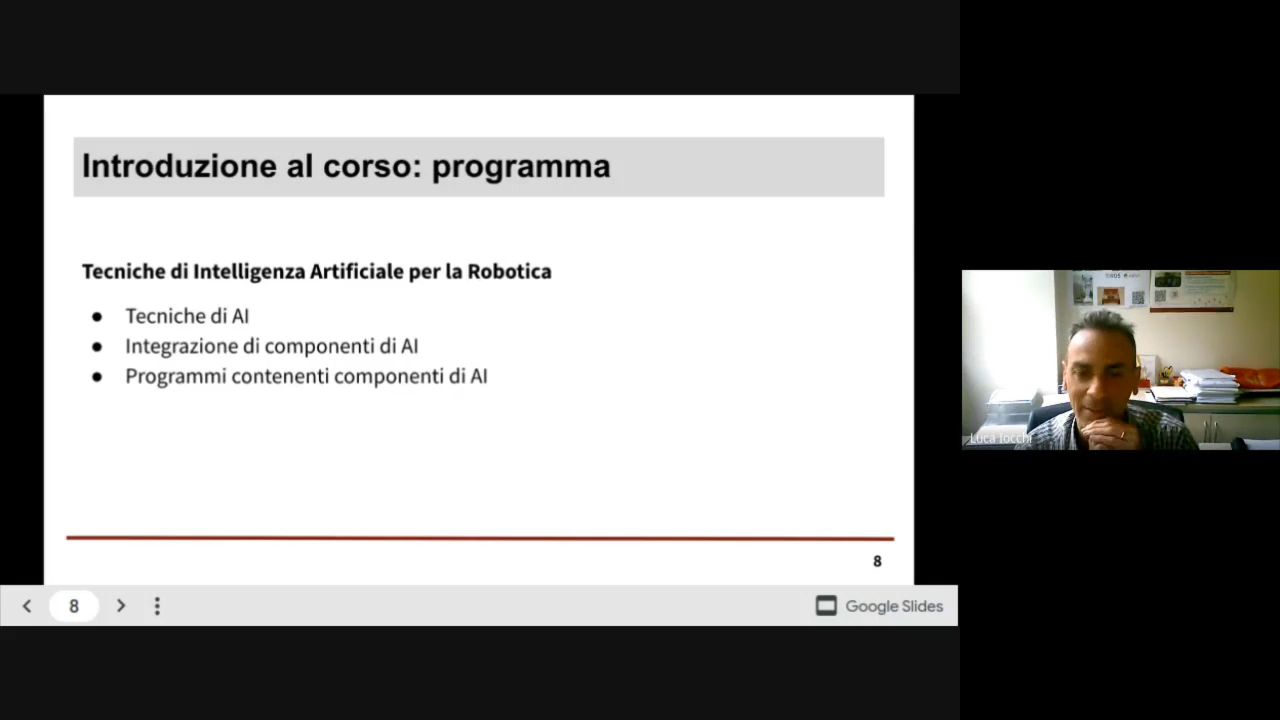 Introduzione al corso: programma
Tecniche di Intelligenza Artificiale per la Robotica
● Tecniche di AI
● Integrazione di componenti di AI
● Programmi contenenti componenti di AI
8
8
Google Slides
Luca Iocchi